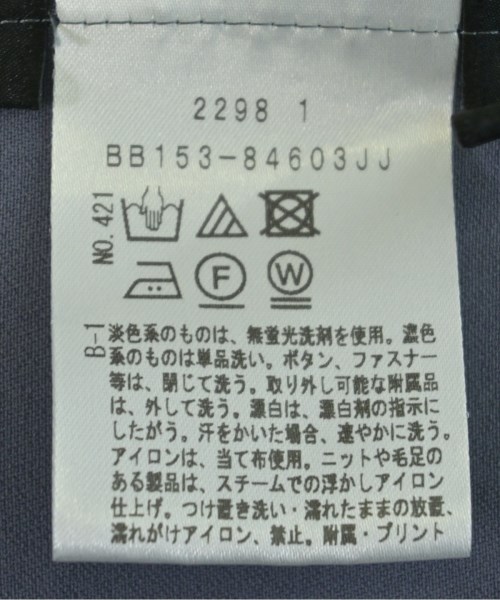 2298 1
BB153-84603JJ
NO.421
F
W
B-1
淡色系のものは、無蛍光洗剤を使用。濃色
系のものは単品洗い。ボタン、ファスナー
等は、閉じて洗う。取り外し可能な附属品
は、外して洗う。漂白は、漂白剤の指示に
したがう。汗をかいた場合、速やかに洗う。
アイロンは、当て布使用。ニットや毛足の
ある製品は、スチームでの浮かしアイロン
仕上げ。つけ置き洗い・濡れたままの放置、
濡れがけアイロン、禁止。附属・プリント